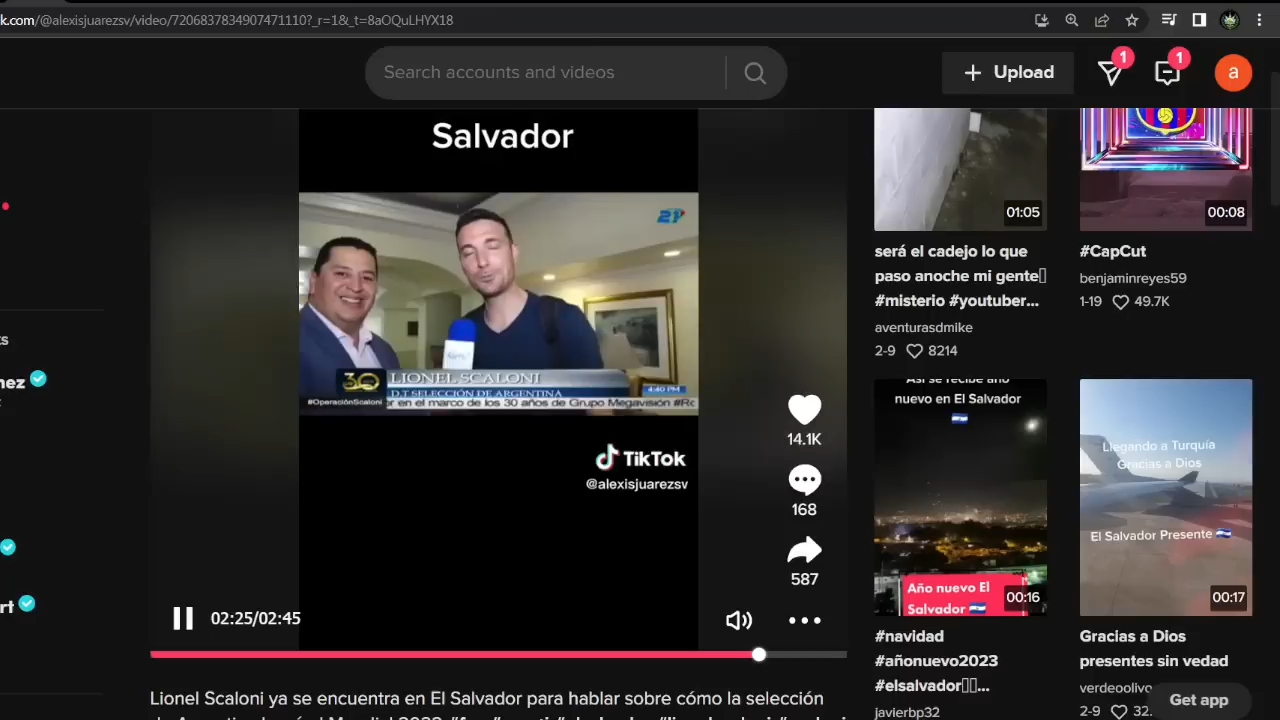 k.com/@alexisjuarezsv/video/7206837834907471110?_r=1&_t=8aOQuLHYX18
Search accounts and videos
+ Upload
1
1
a
Salvador
21
30
LIONEL SCALONI
D.T SELECCIÓN DE ARGENTINA
4:40 PM
#OperaciónScaloni
or en el marco de los 30 años de Grupo Megavisión #Ro
TikTok
@alexisjuarezsv
14.1K
168
587
02:25/02:45
Lionel Scaloni ya se encuentra en El Salvador para hablar sobre cómo la selección
01:05
será el cadejo lo que
paso anoche mi gente
#misterio #youtuber...
aventurasdmike
2-9 8214
00:08
#CapCut
benjaminreyes59
1-19 49.7K
Así se recibe año
nuevo en El Salvador
Año nuevo El
Salvador
00:16
#navidad
#añonuevo2023
#elsalvador...
javierbp32
Llegando a Turquía
Gracias a Dios
El Salvador Presente
00:17
Gracias a Dios
presentes sin vedad
verdeolivo
2-9 32.
Get app